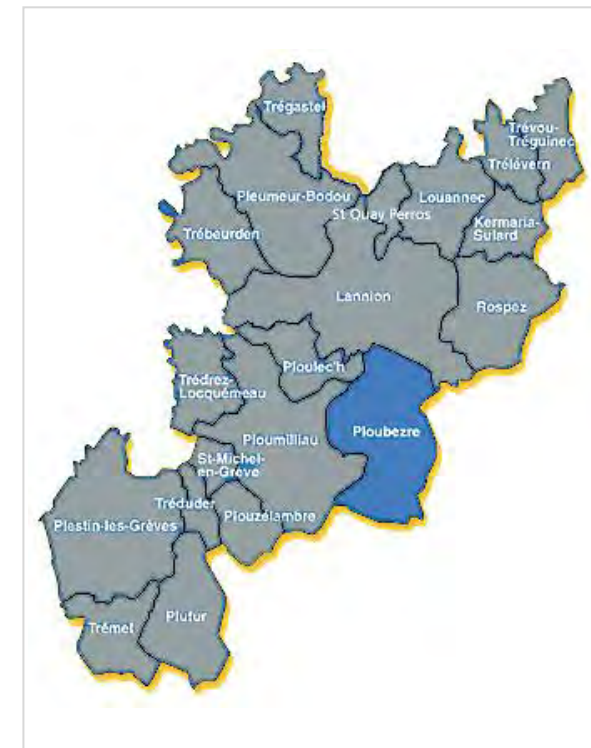 Trégastel
Trévou-
Tréguinec
Trélévern
Pleumeur-Bodou
Louannec
St Quay Perros
Kermaria-
Sulard
Trébeurden
Lannion
Rospez
Ploulec'h
Trédrez-
Locquémeau
Ploubezre
Ploumilliau
St-Michel-
en-Grève
Tréduder
Plouzélambre
Plestin-les-Grèves
Plufur
Trémel